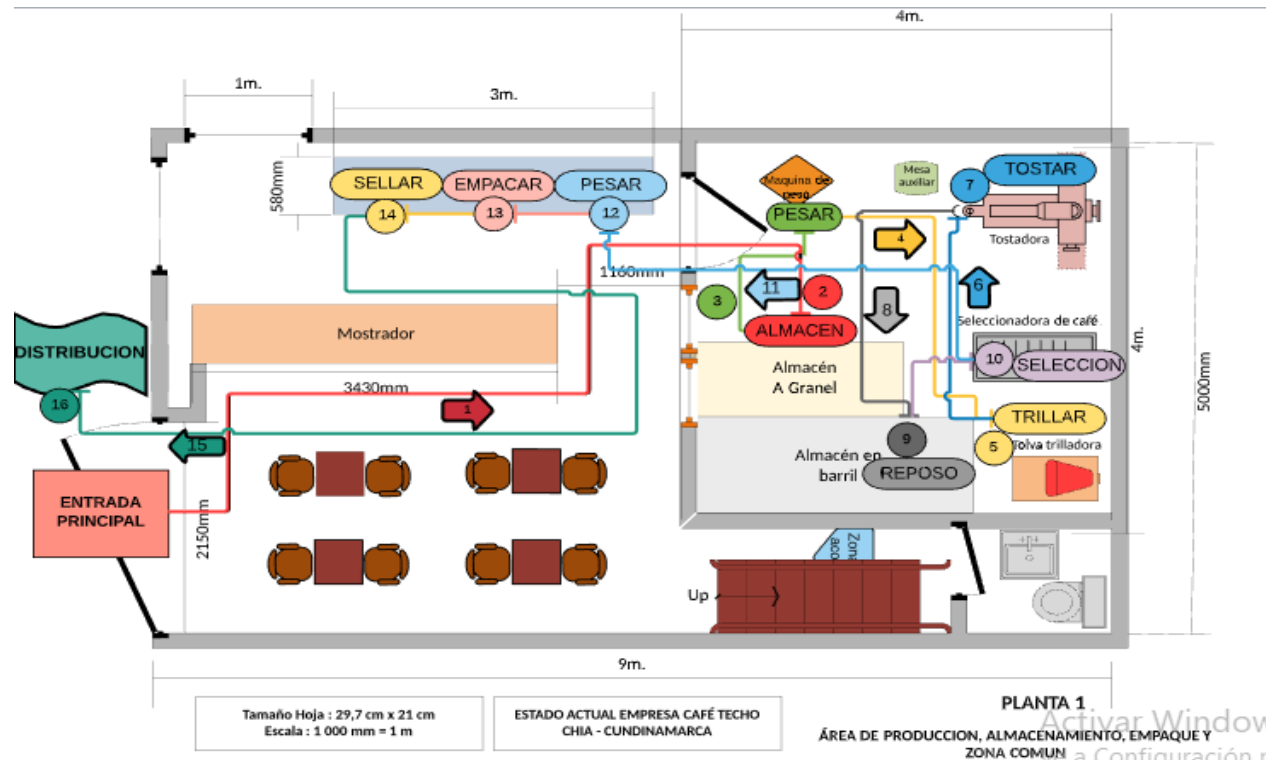 4m.
1m.
3m.
580mm
SELLAR
EMPACAR
PESAR
14
13
12
Maquina de
peso
PESAR
Mesa
auxiliar
TOSTAR
7
Tostadora
4
1160mm
3
11
2
8
6
ALMACEN
Seleccionadora de café
10
SELECCION
4m.
5000mm
Mostrador
DISTRIBUCION
3430mm
Almacén
A Granel
16
1
15
TRILLAR
5
Tolva trilladora
9
Almacén en
barril
REPOSO
ENTRADA
PRINCIPAL
2150mm
Zona
Up
9m.
Tamaño Hoja : 29,7 cm x 21 cm
Escala : 1 000 mm = 1 m
ESTADO ACTUAL EMPRESA CAFÉ TECHO
CHIA - CUNDINAMARCA
PLANTA 1
ÁREA DE PRODUCCION, ALMACENAMIENTO, EMPAQUE Y
ZONA COMUN
Activar Window
a Configuración